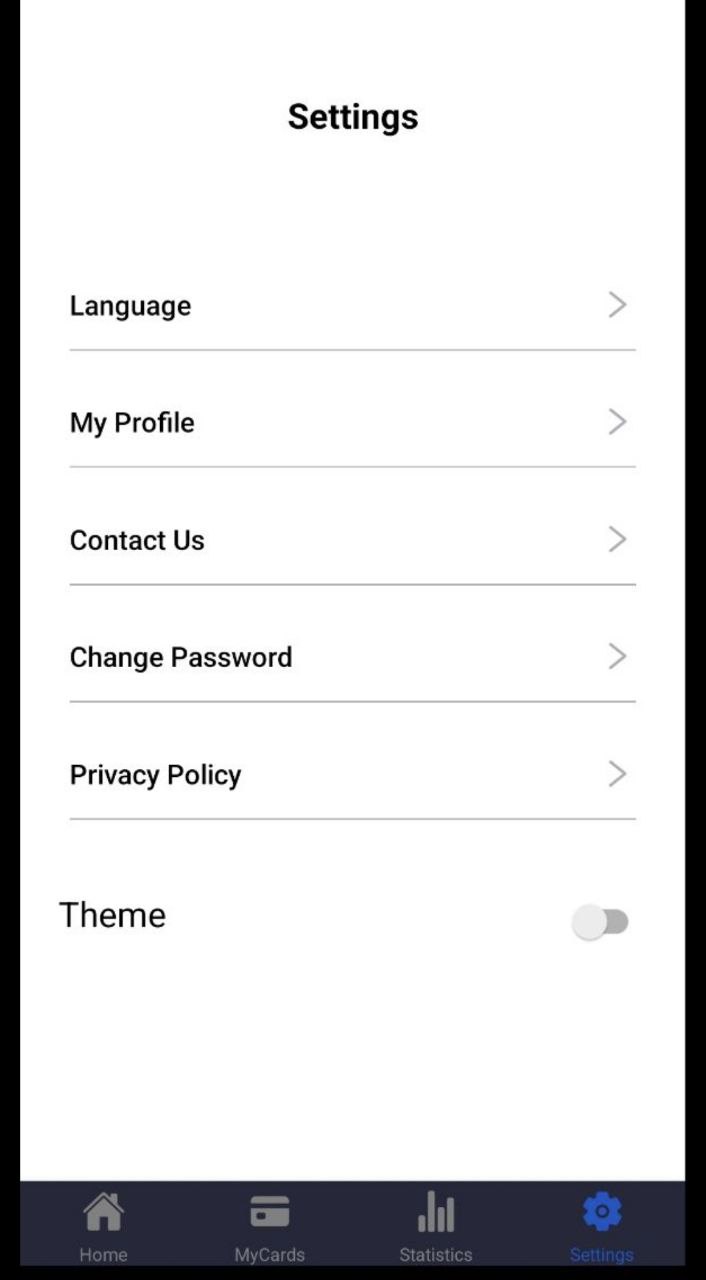 Settings
Language
My Profile
Contact Us
Change Password
Privacy Policy
Theme
Home MyCards Statistics Settings